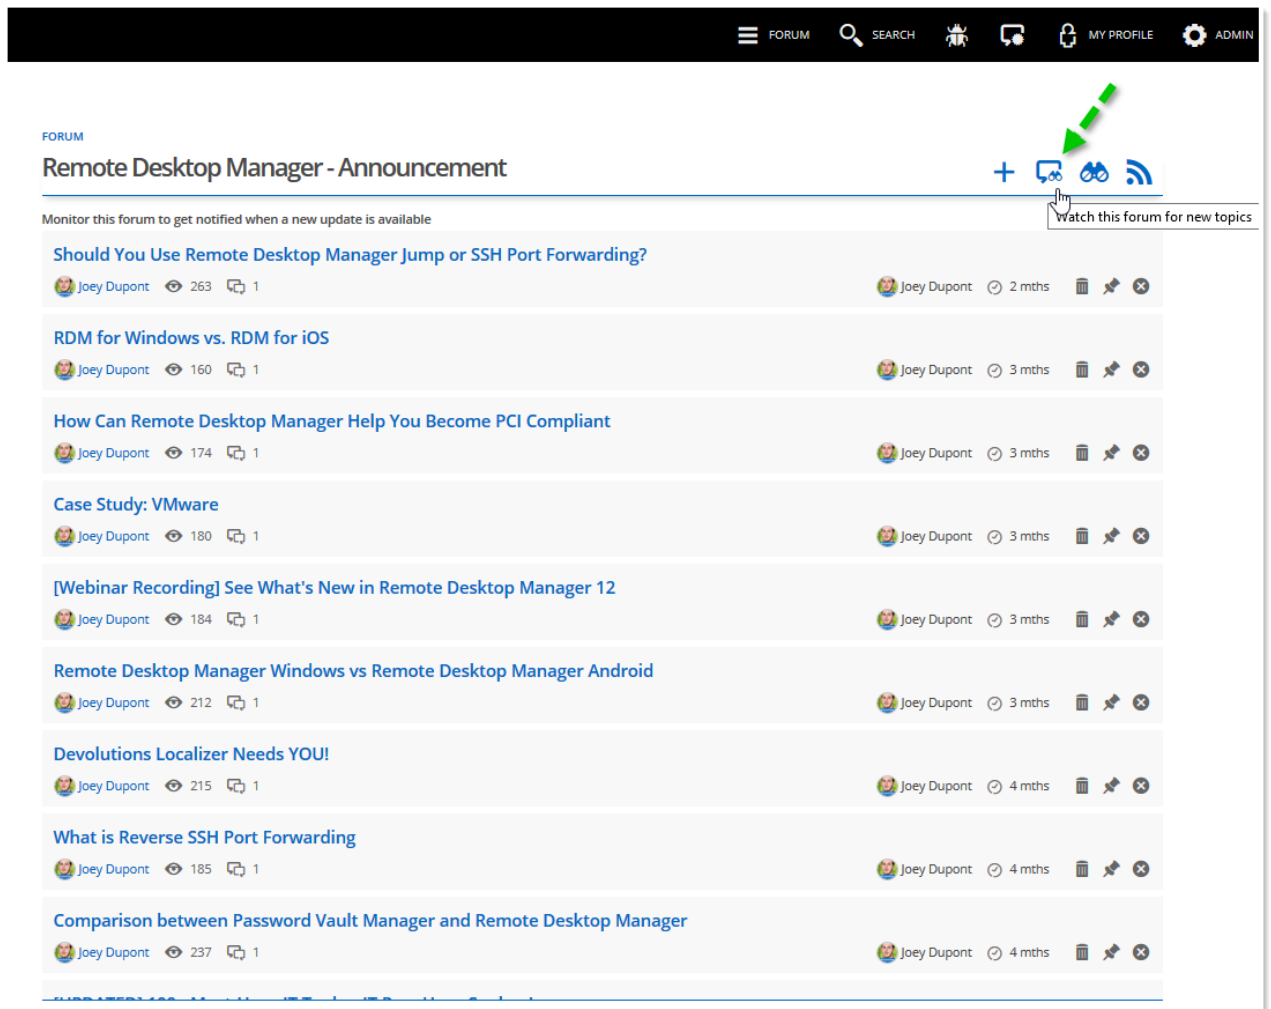 FORUM SEARCH MY PROFILE ADMIN
FORUM
Remote Desktop Manager - Announcement
Monitor this forum to get notified when a new update is available
Watch this forum for new topics
Should You Use Remote Desktop Manager Jump or SSH Port Forwarding?
Joey Dupont 263 1 Joey Dupont 2 mths
RDM for Windows vs. RDM for iOS
Joey Dupont 160 1 Joey Dupont 3 mths
How Can Remote Desktop Manager Help You Become PCI Compliant
Joey Dupont 174 1 Joey Dupont 3 mths
Case Study: VMware
Joey Dupont 180 1 Joey Dupont 3 mths
[Webinar Recording] See What's New in Remote Desktop Manager 12
Joey Dupont 184 1 Joey Dupont 3 mths
Remote Desktop Manager Windows vs Remote Desktop Manager Android
Joey Dupont 212 1 Joey Dupont 3 mths
Devolutions Localizer Needs YOU!
Joey Dupont 215 1 Joey Dupont 4 mths
What is Reverse SSH Port Forwarding
Joey Dupont 185 1 Joey Dupont 4 mths
Comparison between Password Vault Manager and Remote Desktop Manager
Joey Dupont 237 1 Joey Dupont 4 mths